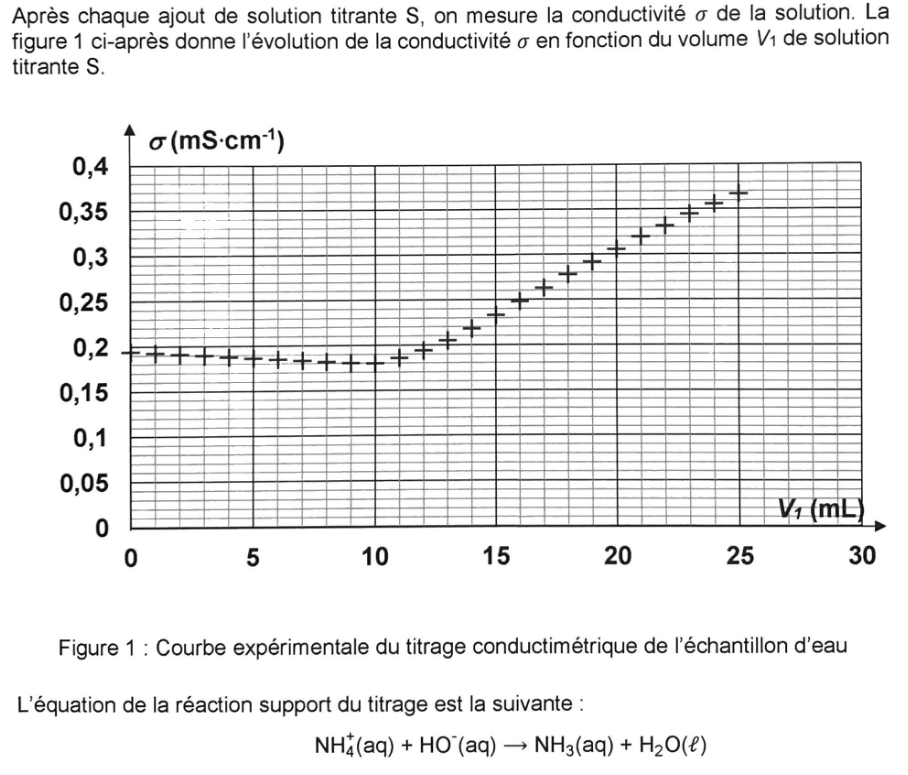 Après chaque ajout de solution titrante S, on mesure la conductivité σ de la solution. La
figure 1 ci-après donne l'évolution de la conductivité σ en fonction du volume V₁ de solution
titrante S.
σ (mS·cm⁻¹)
0,4
0,35
0,3
0,25
0,2
0,15
0,1
0,05
0
V₁ (mL)
0 5 10 15 20 25 30
Figure 1 : Courbe expérimentale du titrage conductimétrique de l'échantillon d'eau
L'équation de la réaction support du titrage est la suivante :
NH₄⁺(aq) + HO⁻(aq) → NH₃(aq) + H₂O(ℓ)